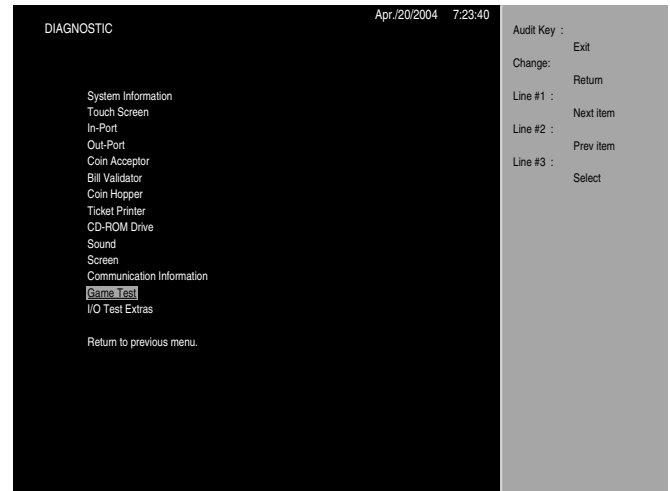 Apr./20/2004 7:23:40
DIAGNOSTIC
System Information
Touch Screen
In-Port
Out-Port
Coin Acceptor
Bill Validator
Coin Hopper
Ticket Printer
CD-ROM Drive
Sound
Screen
Communication Information
Game Test
I/O Test Extras
Return to previous menu.
Audit Key :
Exit
Change:
Return
Line #1 :
Next item
Line #2 :
Prev item
Line #3 :
Select